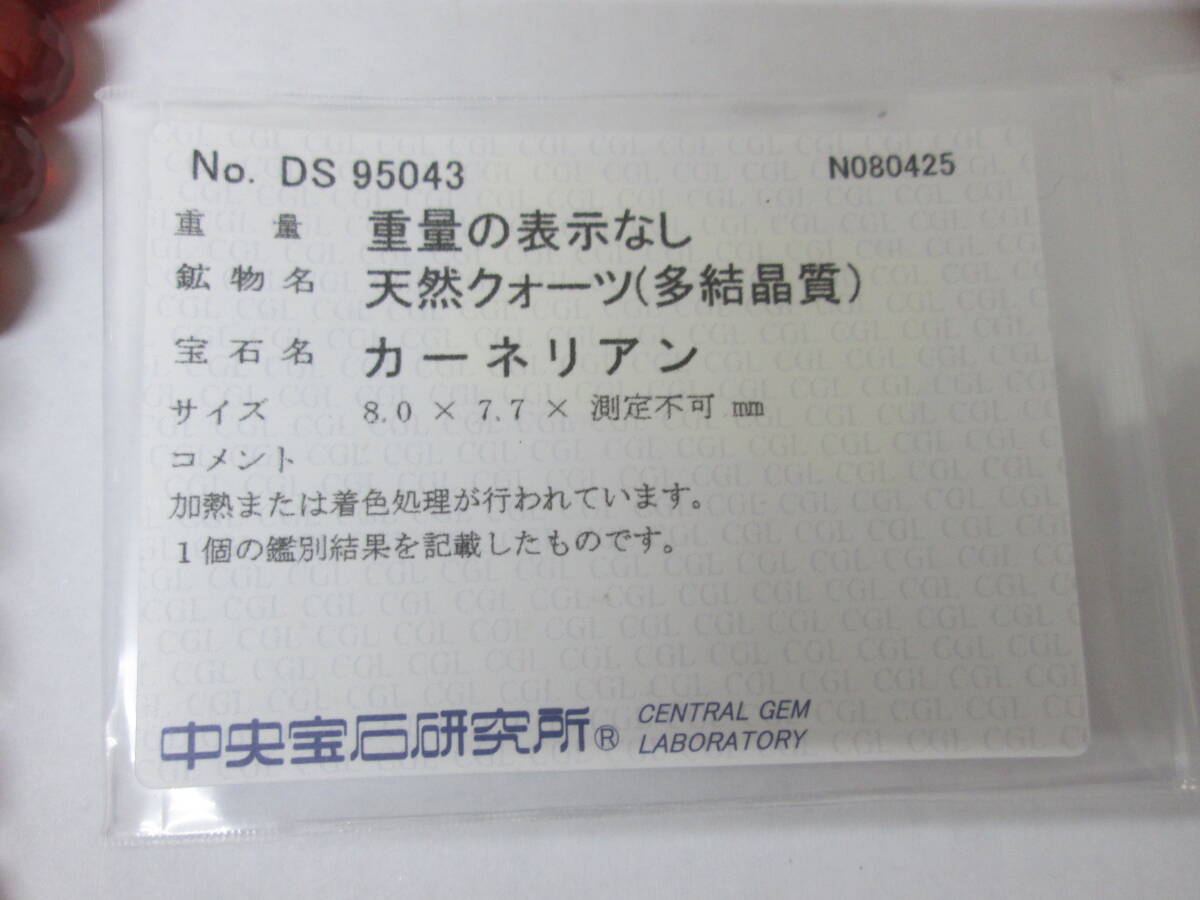 No. DS 95043 N080425
重量 重量の表示なし
鉱物名 天然クォーツ(多結晶質)
宝石名 カーネリアン
サイズ 8.0 × 7.7 × 測定不可 mm
コメント
加熱または着色処理が行われています。
1個の鑑別結果を記載したものです。
中央宝石研究所® CENTRAL GEM
LABORATORY